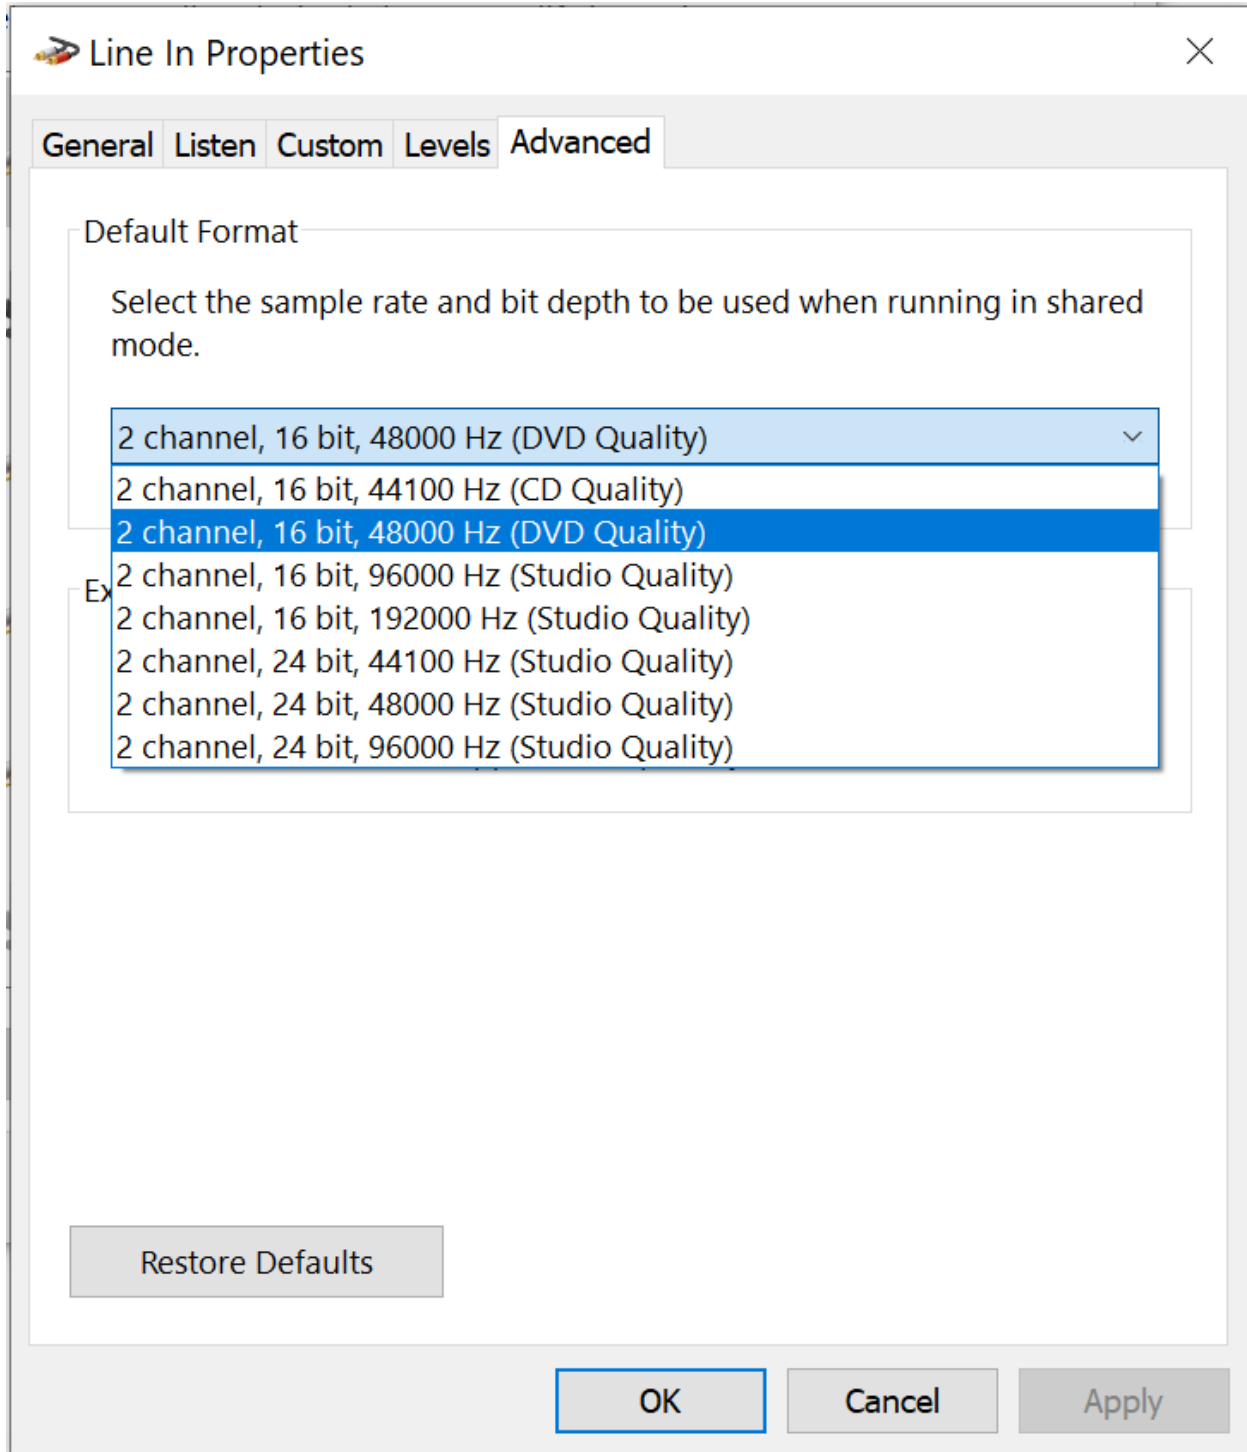 Line In Properties
General Listen Custom Levels Advanced
Default Format
Select the sample rate and bit depth to be used when running in shared
mode.
2 channel, 16 bit, 48000 Hz (DVD Quality)
2 channel, 16 bit, 44100 Hz (CD Quality)
2 channel, 16 bit, 48000 Hz (DVD Quality)
2 channel, 16 bit, 96000 Hz (Studio Quality)
Ex
2 channel, 16 bit, 192000 Hz (Studio Quality)
2 channel, 24 bit, 44100 Hz (Studio Quality)
2 channel, 24 bit, 48000 Hz (Studio Quality)
2 channel, 24 bit, 96000 Hz (Studio Quality)
Restore Defaults
OK Cancel Apply